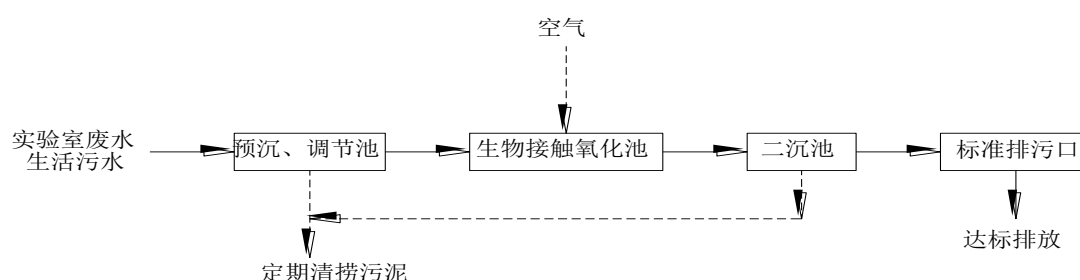 空气
实验室废水
生活污水
预沉、调节池
生物接触氧化池
二沉池
标准排污口
达标排放
定期清捞污泥